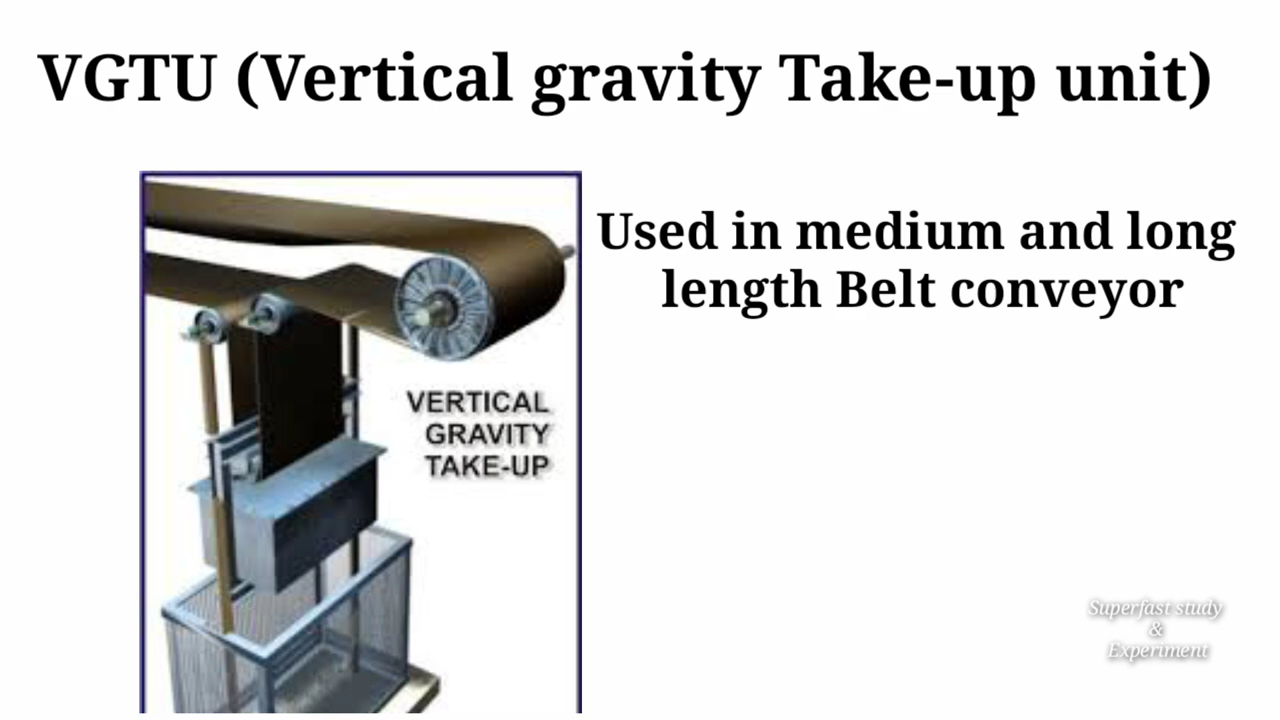 VGTU (Vertical gravity Take-up unit)
Used in medium and long
length Belt conveyor
VERTICAL
GRAVITY
TAKE-UP
Superfast study
&
Experiment